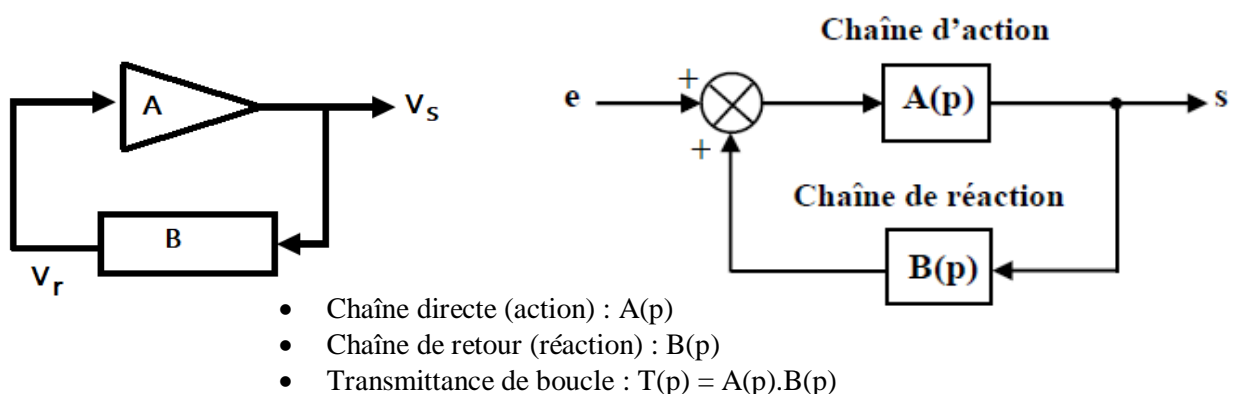 A
V_s
B
V_r
Chaîne d'action
+
e
A(p)
s
+
Chaîne de réaction
B(p)
• Chaîne directe (action) : A(p)
• Chaîne de retour (réaction) : B(p)
• Transmittance de boucle : T(p) = A(p).B(p)